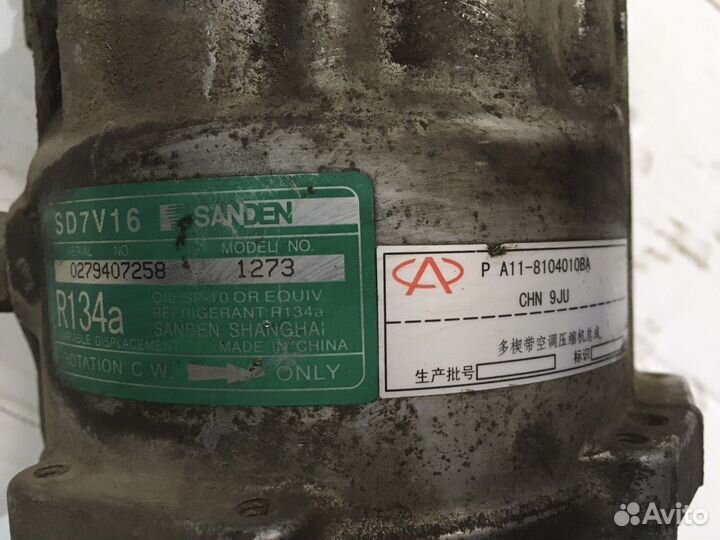 SD7V16 SANDEN
SERIAL NO MODEL NO.
0279407258 1273
R134a
OIL:SP-10 OR EQUIV
REFRIGERANT R134a
SANDEN SHANGHAI
DISPLACEMENT MADE IN CHINA
ROTATION C.W. ONLY
P A11-8104010BA
CHN 9JU
多楔带空调压缩机总成
生产批号 标识
Avito